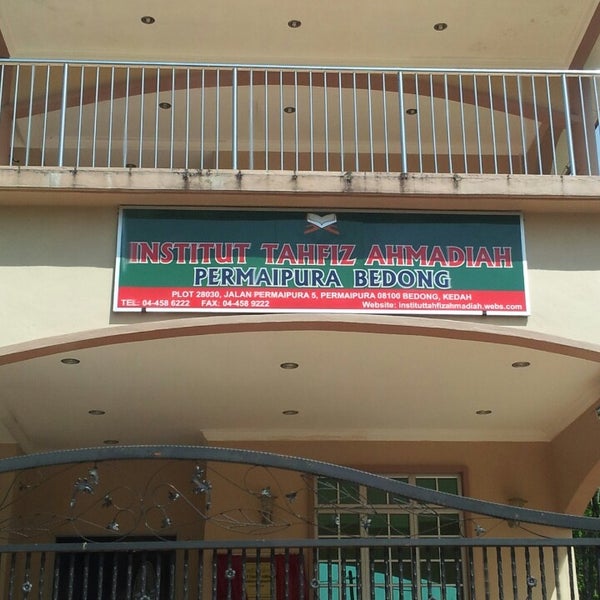 INSTITUT TAHFIZ AHMADIAH
PERMAIPURA BEDONG
PLOT 28030, JALAN PERMAIPURA 5, PERMAIPURA 08100 BEDONG, KEDAH
TEL: 04-458 6222 FAX: 04-458 9222 Website: instituttahfizahmadiah.webs.com